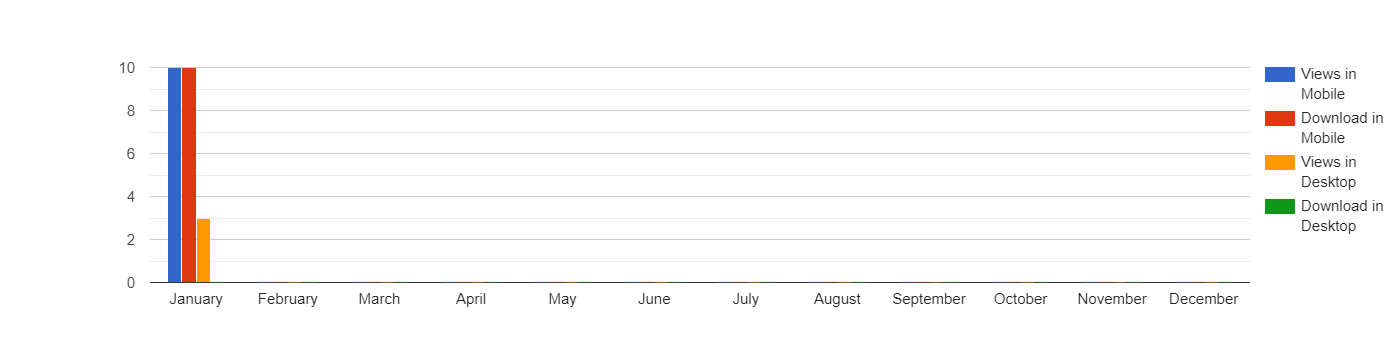 10
8
6
4
2
0
January February March April May June July August September October November December
Views in
Mobile
Download in
Mobile
Views in
Desktop
Download in
Desktop